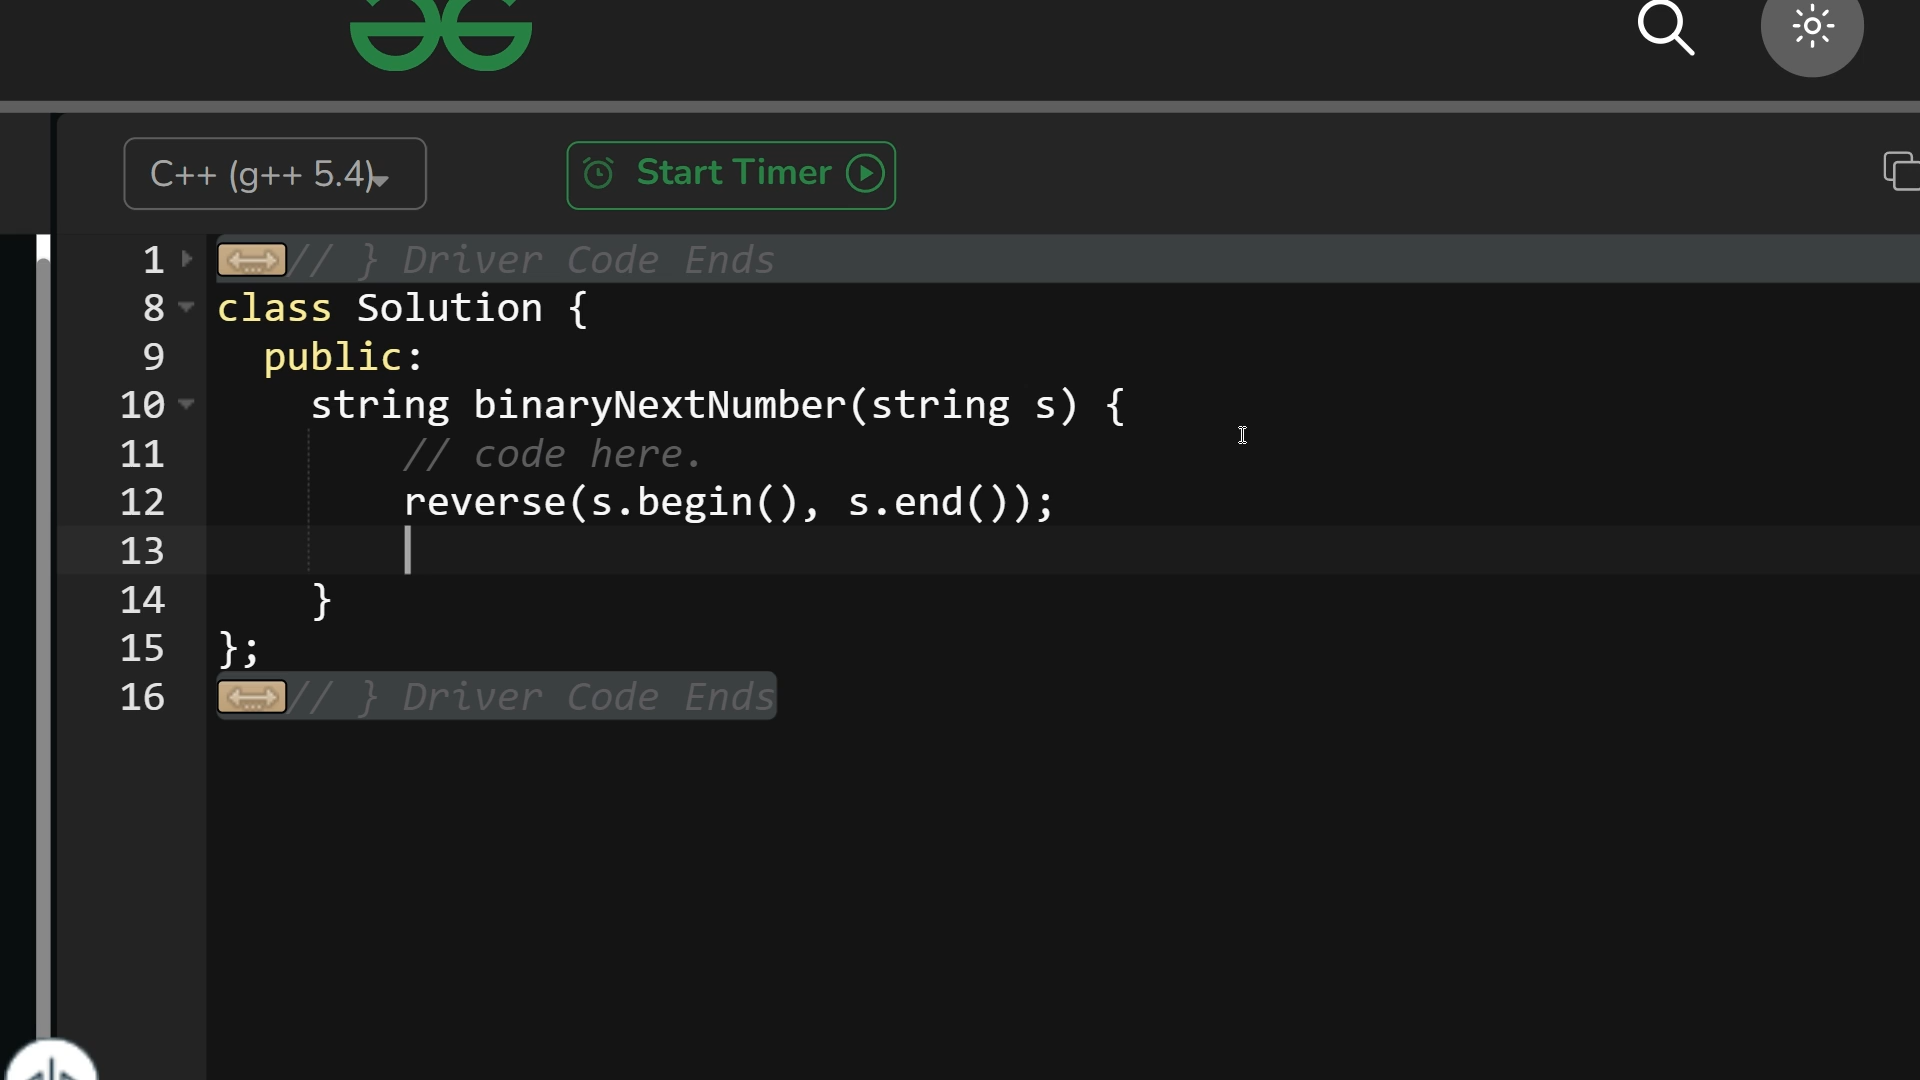 C++ (g++ 5.4)
Start Timer
1 // } Driver Code Ends
8 class Solution {
9 public:
10 string binaryNextNumber(string s) {
11 // code here.
12 reverse(s.begin(), s.end());
13
14 }
15 };
16 // } Driver Code Ends